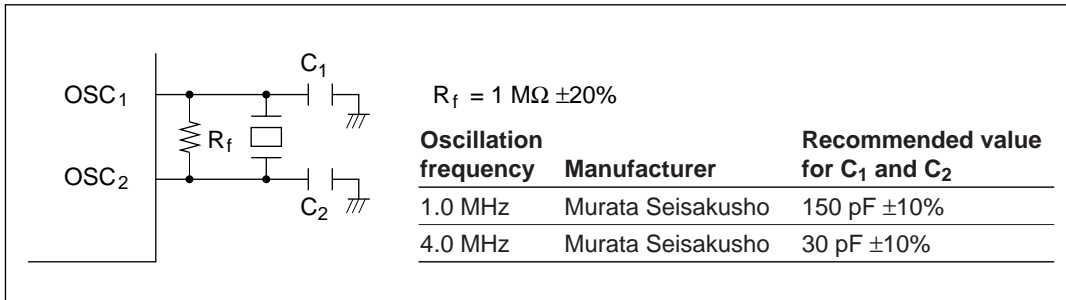 C1
OSC1
Rf
OSC2
C2
Rf = 1 MΩ ±20%
Oscillation frequency Manufacturer Recommended value for C1 and C2
1.0 MHz Murata Seisakusho 150 pF ±10%
4.0 MHz Murata Seisakusho 30 pF ±10%